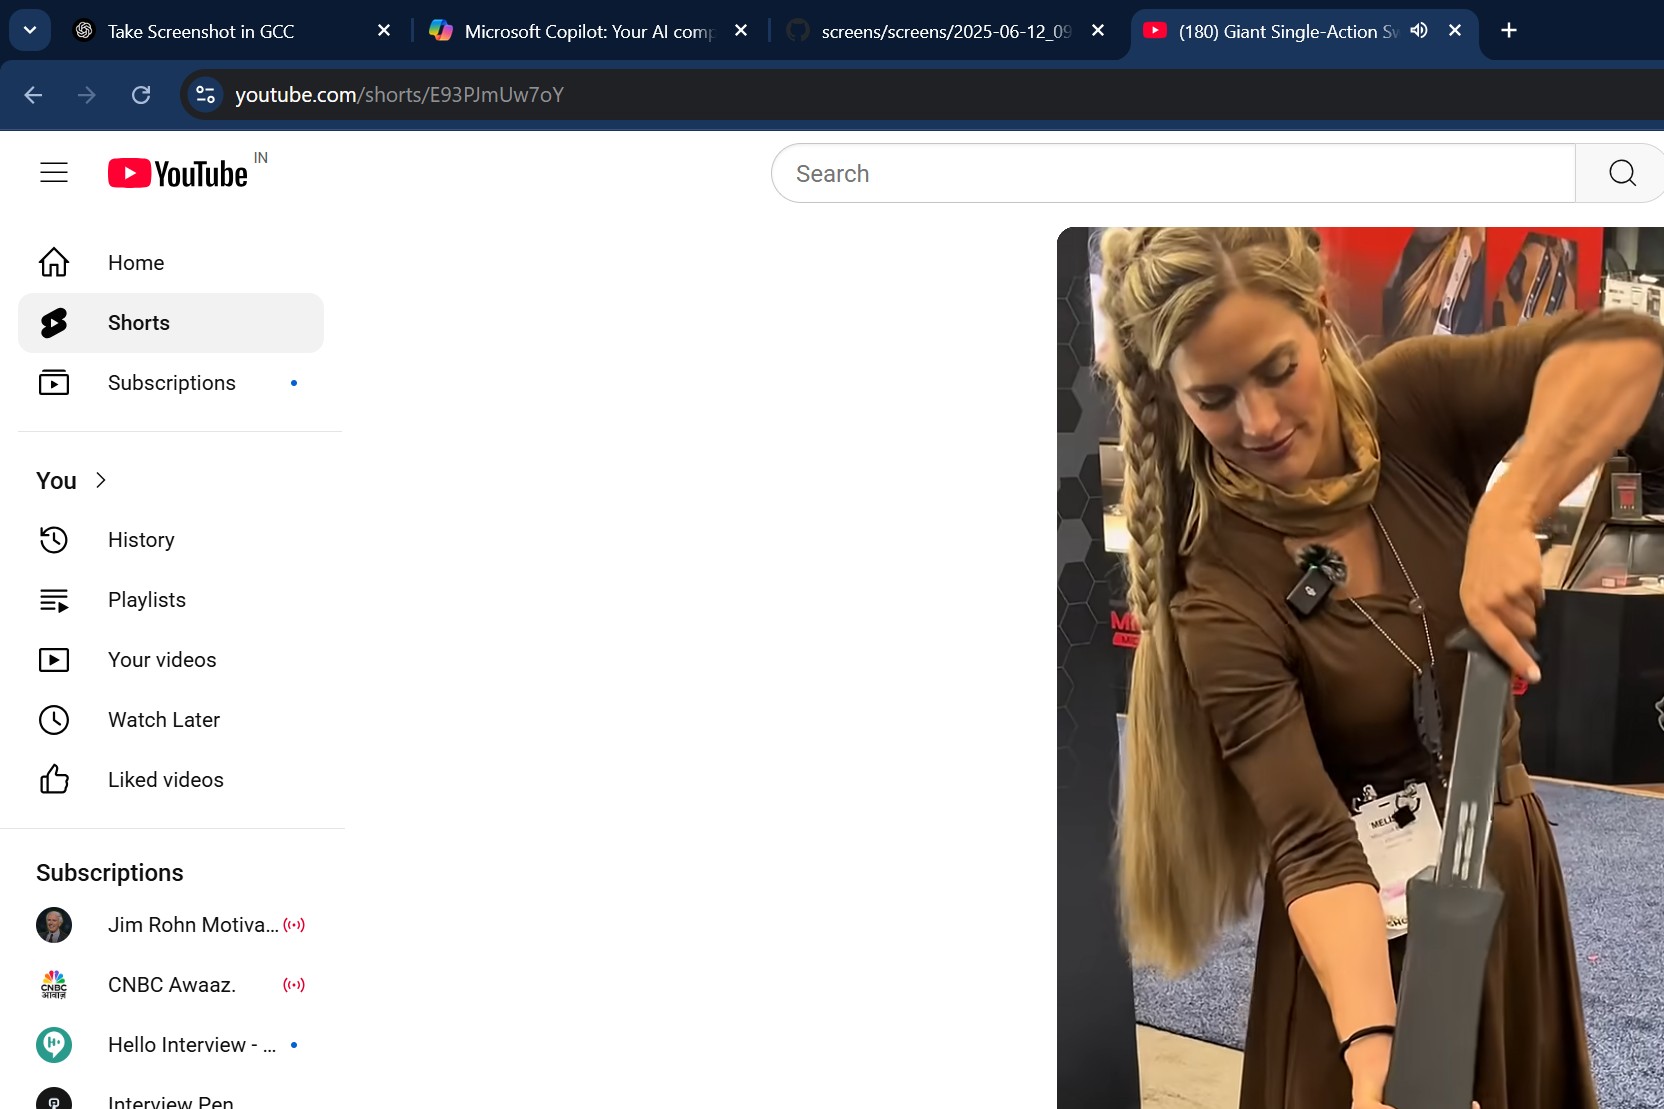 Take Screenshot in GCC
Microsoft Copilot: Your AI comp
screens/screens/2025-06-12_09
(180) Giant Single-Action Sw
youtube.com/shorts/E93PJmUw7oY
YouTube IN
Search
Home
Shorts
Subscriptions
You
History
Playlists
Your videos
Watch Later
Liked videos
Subscriptions
Jim Rohn Motiva...
CNBC Awaaz.
CNBC
आवाज़
Hello Interview - ...
Interview Pen